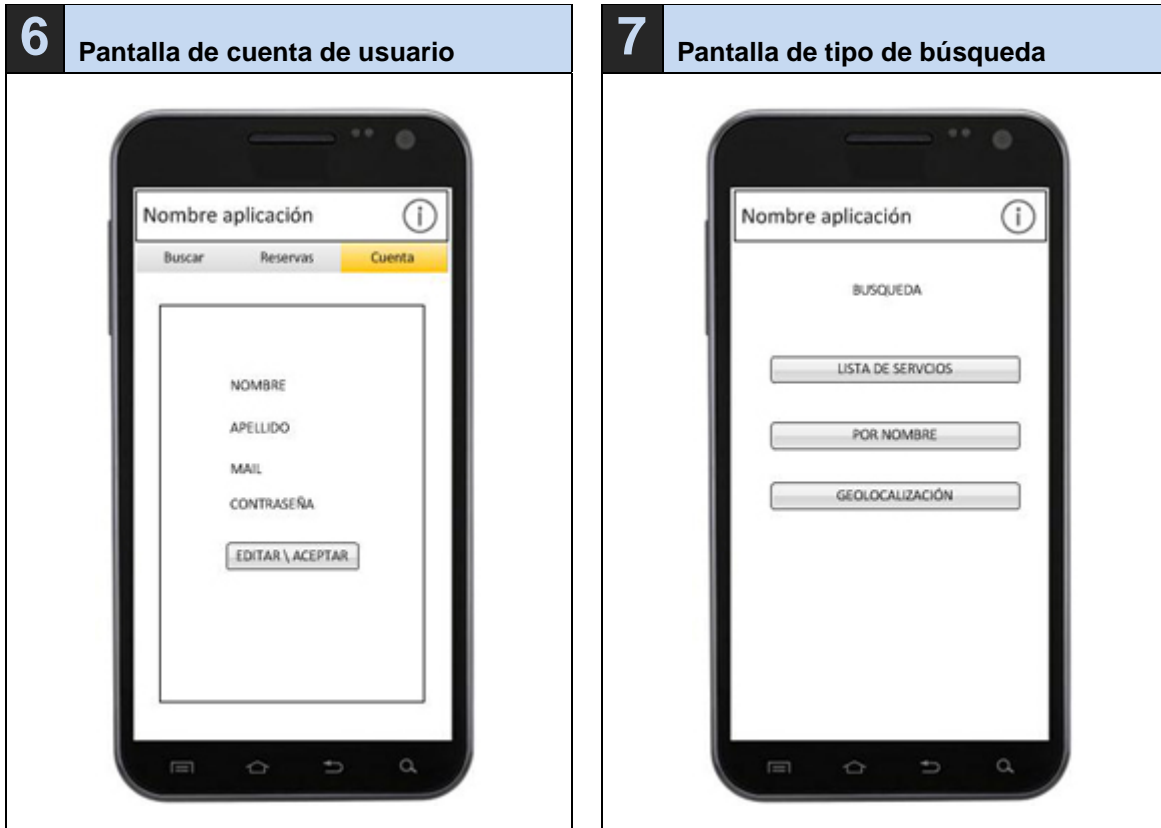 6
Pantalla de cuenta de usuario
Nombre aplicación
i
Buscar Reservas Cuenta
NOMBRE
APELLIDO
MAIL
CONTRASEÑA
EDITAR \ ACEPTAR
7
Pantalla de tipo de búsqueda
Nombre aplicación
i
BUSQUEDA
LISTA DE SERVCIOS
POR NOMBRE
GEOLOCALIZACIÓN